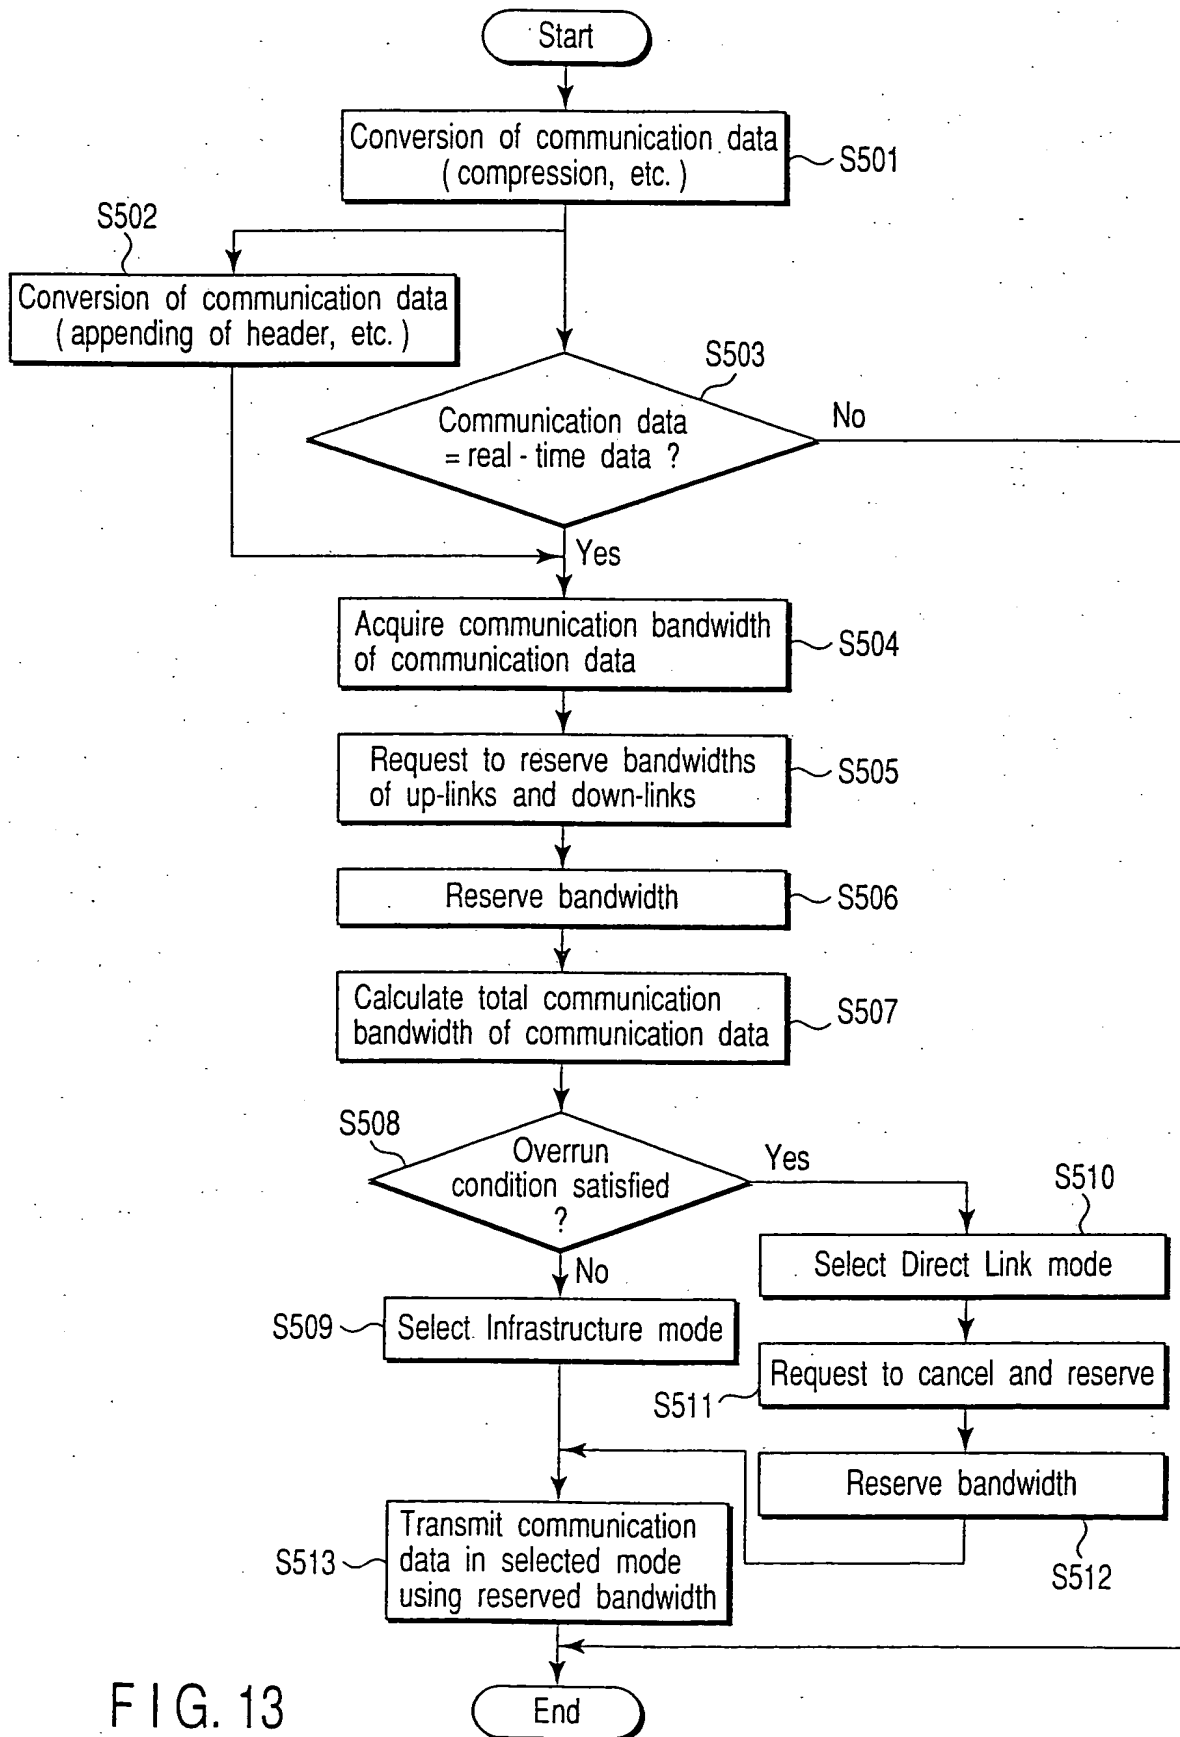 Start
Conversion of communication data
( compression, etc. )
S501
S502
Conversion of communication data
( appending of header, etc. )
S503
Communication data
= real - time data ?
No
Yes
Acquire communication bandwidth
of communication data
S504
Request to reserve bandwidths
of up-links and down-links
S505
Reserve bandwidth
S506
Calculate total communication
bandwidth of communication data
S507
S508
Overrun
condition satisfied
?
Yes
No
S510
Select Direct Link mode
S509
Select Infrastructure mode
Request to cancel and reserve
S511
Reserve bandwidth
S512
Transmit communication
data in selected mode
using reserved bandwidth
S513
End
FIG. 13